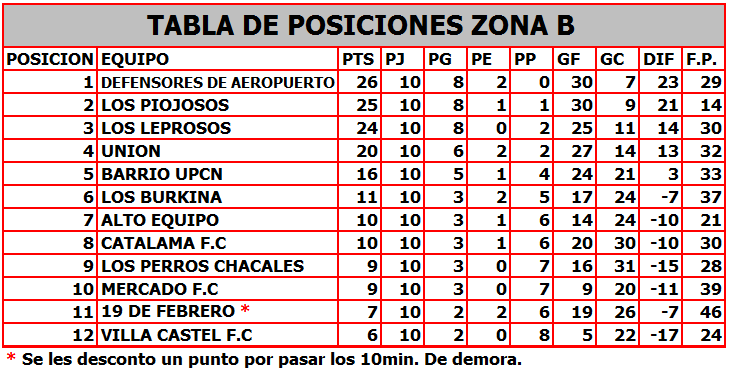 TABLA DE POSICIONES ZONA B
POSICION EQUIPO PTS PJ PG PE PP GF GC DIF F.P.
1 DEFENSORES DE AEROPUERTO 26 10 8 2 0 30 7 23 29
2 LOS PIOJOSOS 25 10 8 1 1 30 9 21 14
3 LOS LEPROSOS 24 10 8 0 2 25 11 14 30
4 UNION 20 10 6 2 2 27 14 13 32
5 BARRIO UPCN 16 10 5 1 4 24 21 3 33
6 LOS BURKINA 11 10 3 2 5 17 24 -7 37
7 ALTO EQUIPO 10 10 3 1 6 14 24 -10 21
8 CATALAMA F.C 10 10 3 1 6 20 30 -10 30
9 LOS PERROS CHACALES 9 10 3 0 7 16 31 -15 28
10 MERCADO F.C 9 10 3 0 7 9 20 -11 39
11 19 DE FEBRERO * 7 10 2 2 6 19 26 -7 46
12 VILLA CASTEL F.C 6 10 2 0 8 5 22 -17 24
* Se les desconto un punto por pasar los 10min. De demora.